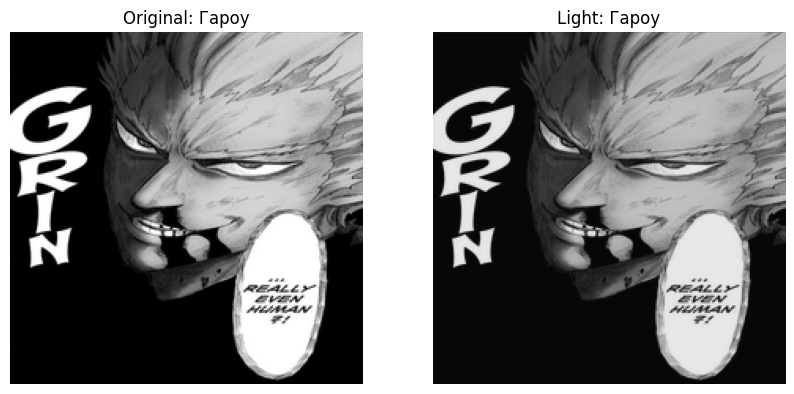 Original: Гароу
GRIN
...
REALLY
EVEN
HUMAN
?!
Light: Гароу
GRIN
...
REALLY
EVEN
HUMAN
?!